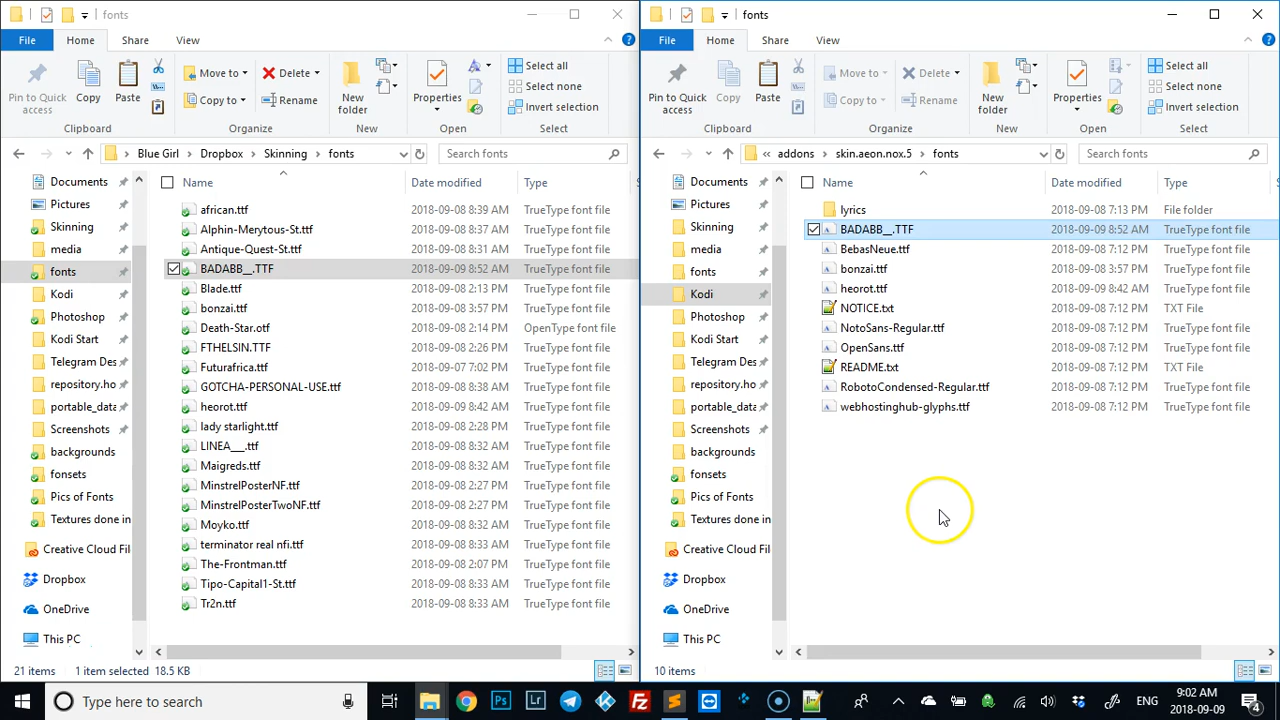 fonts
File Home Share View
Pin to Quick access
Copy
Paste
Move to
Copy to
Delete
Rename
New folder
Properties
Select all
Select none
Invert selection
Clipboard Organize New Open Select
Blue Girl > Dropbox > Skinning > fonts
Search fonts
Name Date modified Type
Documents
Pictures
Skinning
media
fonts
Kodi
Photoshop
Kodi Start
Telegram Des
repository.ho
portable_data
Screenshots
backgrounds
fonsets
Pics of Fonts
Textures done in
Creative Cloud Fil
Dropbox
OneDrive
This PC
african.ttf 2018-09-08 8:39 AM TrueType font file
Alphin-Merytous-St.ttf 2018-09-08 8:32 AM TrueType font file
Antique-Quest-St.ttf 2018-09-08 8:31 AM TrueType font file
BADABB__.TTF 2018-09-09 8:52 AM TrueType font file
Blade.ttf 2018-09-08 2:13 PM TrueType font file
bonzai.ttf 2018-09-08 3:57 PM TrueType font file
Death-Star.otf 2018-09-08 2:14 PM OpenType font file
FTHELSIN.TTF 2018-09-08 2:26 PM TrueType font file
Futurafrica.ttf 2018-09-07 7:02 PM TrueType font file
GOTCHA-PERSONAL-USE.ttf 2018-09-08 8:38 AM TrueType font file
heorot.ttf 2018-09-09 8:42 AM TrueType font file
lady starlight.ttf 2018-09-08 2:28 PM TrueType font file
LINEA__.ttf 2018-09-08 8:32 AM TrueType font file
Maigreds.ttf 2018-09-08 8:32 AM TrueType font file
MinstrelPosterNF.ttf 2018-09-08 2:27 PM TrueType font file
MinstrelPosterTwoNF.ttf 2018-09-08 2:27 PM TrueType font file
Moyko.ttf 2018-09-08 8:33 AM TrueType font file
terminator real nfi.ttf 2018-09-08 8:33 AM TrueType font file
The-Frontman.ttf 2018-09-08 2:07 PM TrueType font file
Tipo-Capital1-St.ttf 2018-09-08 8:33 AM TrueType font file
Tr2n.ttf 2018-09-08 8:33 AM TrueType font file
21 items 1 item selected 18.5 KB
fonts
File Home Share View
Pin to Quick access
Copy
Paste
Move to
Copy to
Delete
Rename
New folder
Properties
Select all
Select none
Invert selection
Clipboard Organize New Open Select
« addons > skin.aeon.nox.5 > fonts
Search fonts
Name Date modified Type
Documents
Pictures
Skinning
media
fonts
Kodi
Photoshop
Kodi Start
Telegram Des
repository.ho
portable_data
Screenshots
backgrounds
fonsets
Pics of Fonts
Textures done in
Creative Cloud Fil
Dropbox
OneDrive
This PC
lyrics 2018-09-08 7:13 PM File folder
BADABB__.TTF 2018-09-09 8:52 AM TrueType font file
BebasNeue.ttf 2018-09-08 7:12 PM TrueType font file
bonzai.ttf 2018-09-08 3:57 PM TrueType font file
heorot.ttf 2018-09-09 8:42 AM TrueType font file
NOTICE.txt 2018-09-08 7:12 PM TXT File
NotoSans-Regular.ttf 2018-09-08 7:12 PM TrueType font file
OpenSans.ttf 2018-09-08 7:12 PM TrueType font file
README.txt 2018-09-08 7:12 PM TXT File
RobotoCondensed-Regular.ttf 2018-09-08 7:12 PM TrueType font file
webhostinghub-glyphs.ttf 2018-09-08 7:12 PM TrueType font file
10 items
Type here to search
Ps
Lr
Fz
ENG
9:02 AM
2018-09-09
4